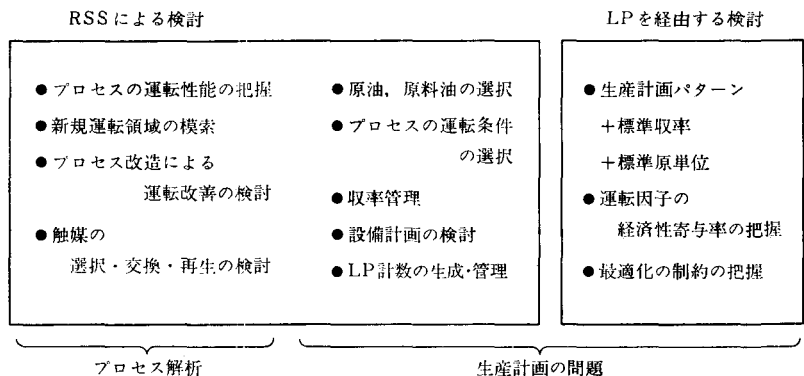 RSSによる検討
● プロセスの運転性能の把握
● 新規運転領域の模索
● プロセス改造による
運転改善の検討
● 触媒の
選択・交換・再生の検討
● 原油，原料油の選択
● プロセスの運転条件
の選択
● 収率管理
● 設備計画の検討
● LP計数の生成・管理
LPを経由する検討
● 生産計画パターン
＋標準収率
＋標準原単位
● 運転因子の
経済性寄与率の把握
● 最適化の制約の把握
プロセス解析
生産計画の問題